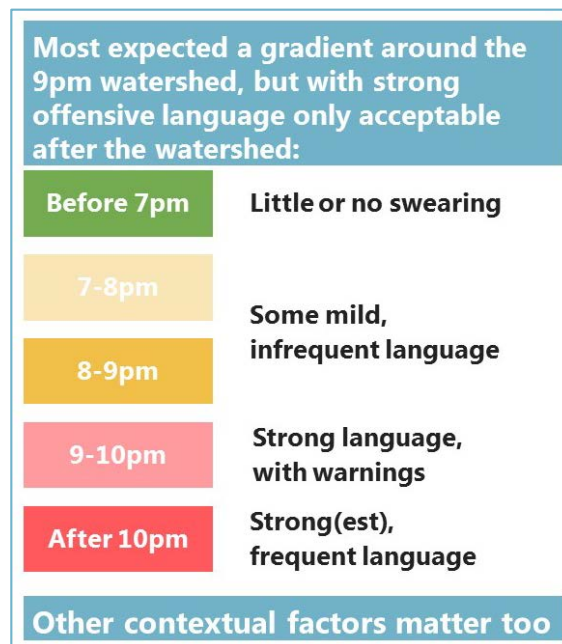 Most expected a gradient around the
9pm watershed, but with strong
offensive language only acceptable
after the watershed:
Before 7pm
Little or no swearing
7-8pm
8-9pm
Some mild,
infrequent language
9-10pm
Strong language,
with warnings
After 10pm
Strong(est),
frequent language
Other contextual factors matter too